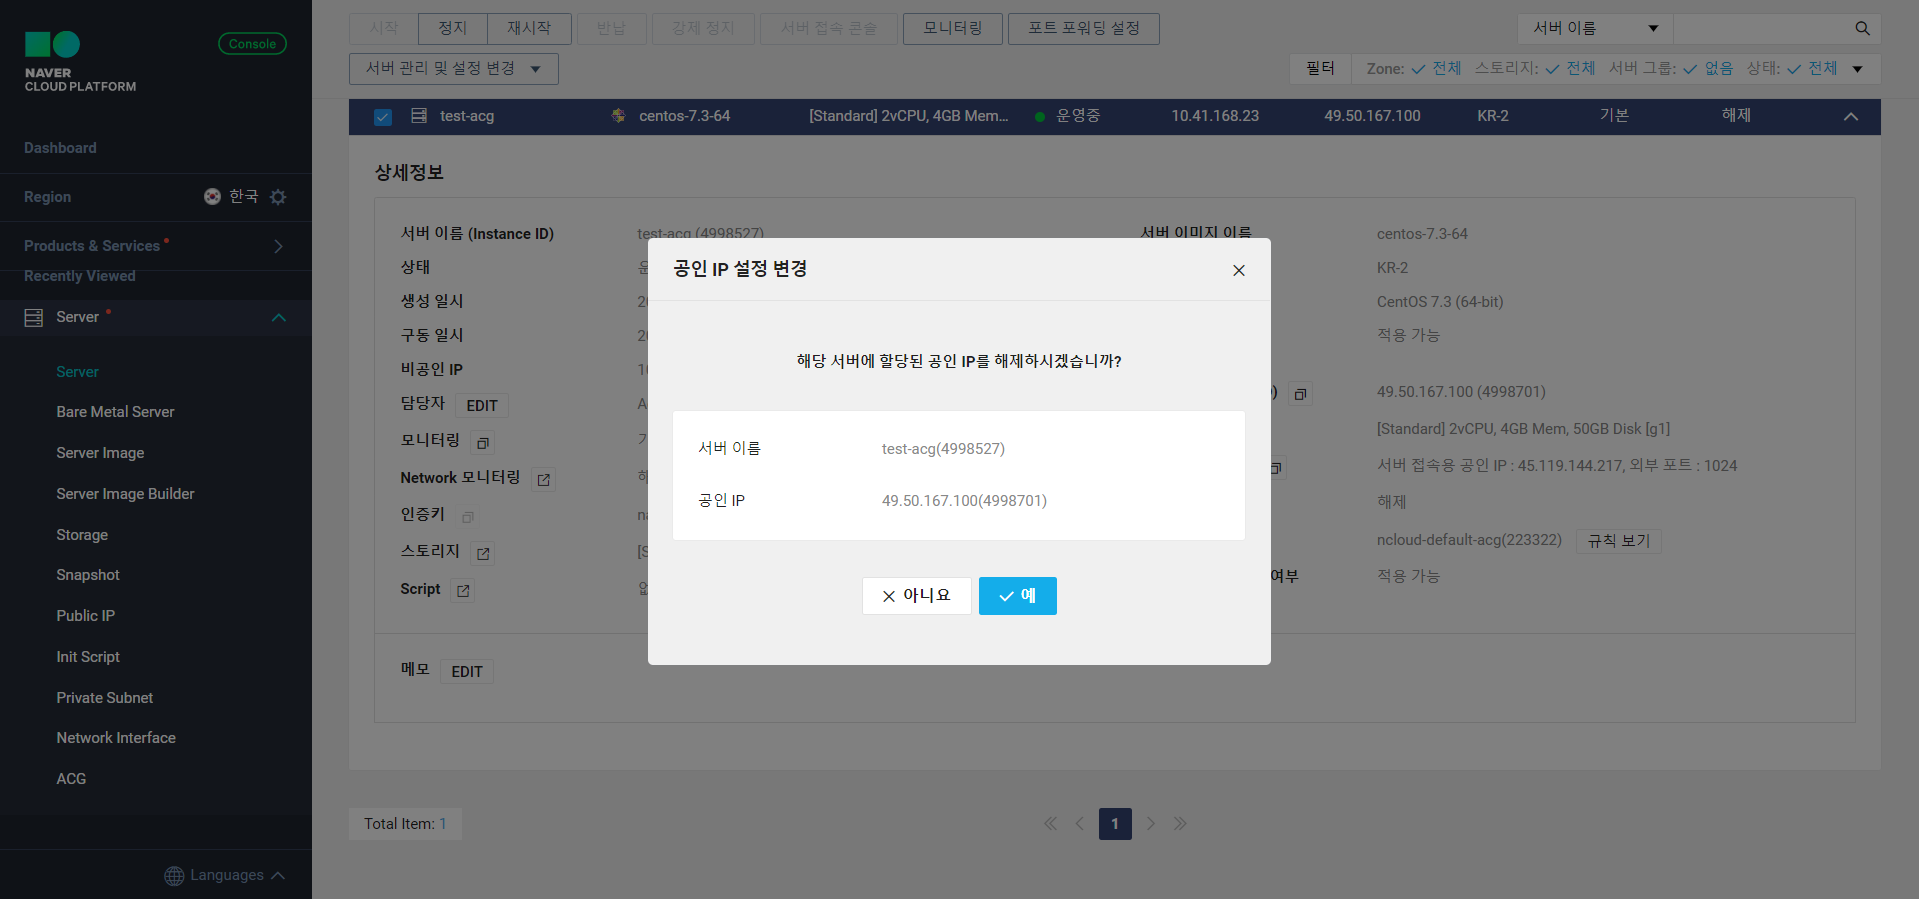 NAVER
CLOUD PLATFORM
Console
Dashboard
Region 한국
Products & Services
Recently Viewed
Server
Server
Bare Metal Server
Server Image
Server Image Builder
Storage
Snapshot
Public IP
Init Script
Private Subnet
Network Interface
ACG
Languages
시작 정지 재시작 반납 강제 정지 서버 접속 콘솔 모니터링 포트 포워딩 설정
서버 이름
서버 관리 및 설정 변경
필터 Zone: 전체 스토리지: 전체 서버 그룹: 없음 상태: 전체
test-acg centos-7.3-64 [Standard] 2vCPU, 4GB Mem... 운영중 10.41.168.23 49.50.167.100 KR-2 기본 해제
상세정보
서버 이름 (Instance ID) test-acg (4998527) 서버 이미지 이름 centos-7.3-64
상태 KR-2
생성 일시 CentOS 7.3 (64-bit)
구동 일시 적용 가능
비공인 IP
49.50.167.100 (4998701)
담당자 EDIT
[Standard] 2vCPU, 4GB Mem, 50GB Disk [g1]
모니터링
서버 접속용 공인 IP : 45.119.144.217, 외부 포트 : 1024
Network 모니터링
해제
인증키
ncloud-default-acg(223322) 규칙 보기
스토리지
여부 적용 가능
Script
메모 EDIT
공인 IP 설정 변경
해당 서버에 할당된 공인 IP를 해제하시겠습니까?
서버 이름 test-acg(4998527)
공인 IP 49.50.167.100(4998701)
아니요 예
Total Item: 1
1